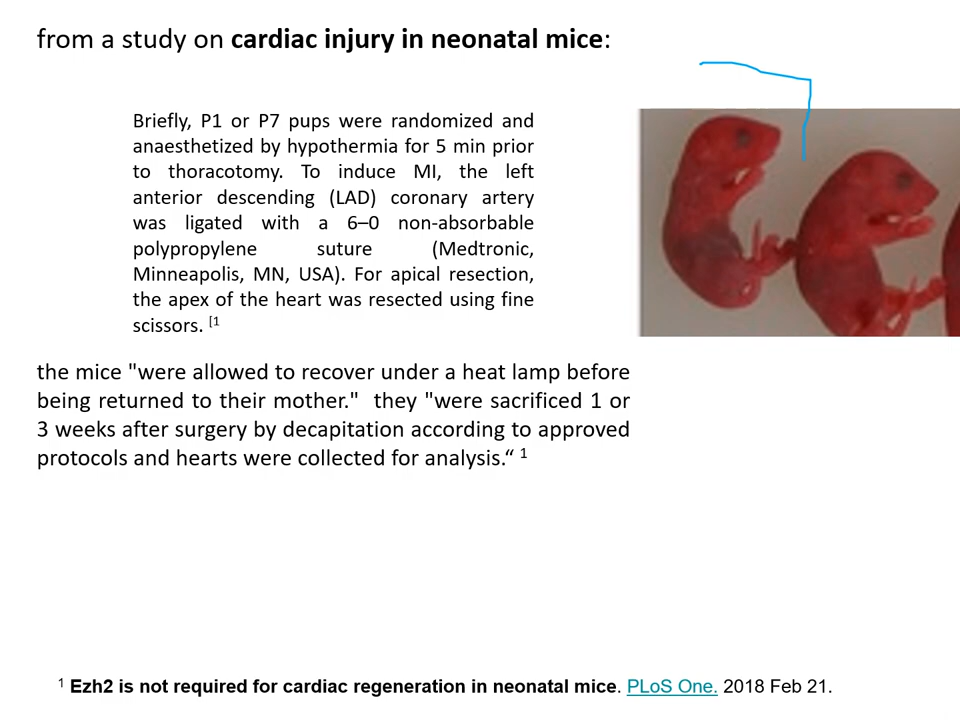 from a study on cardiac injury in neonatal mice:
Briefly, P1 or P7 pups were randomized and
anaesthetized by hypothermia for 5 min prior
to thoracotomy. To induce MI, the left
anterior descending (LAD) coronary artery
was ligated with a 6–0 non-absorbable
polypropylene suture (Medtronic,
Minneapolis, MN, USA). For apical resection,
the apex of the heart was resected using fine
scissors. [1
the mice "were allowed to recover under a heat lamp before
being returned to their mother."  they "were sacrificed 1 or
3 weeks after surgery by decapitation according to approved
protocols and hearts were collected for analysis.“ 1
1 Ezh2 is not required for cardiac regeneration in neonatal mice. PLoS One. 2018 Feb 21.